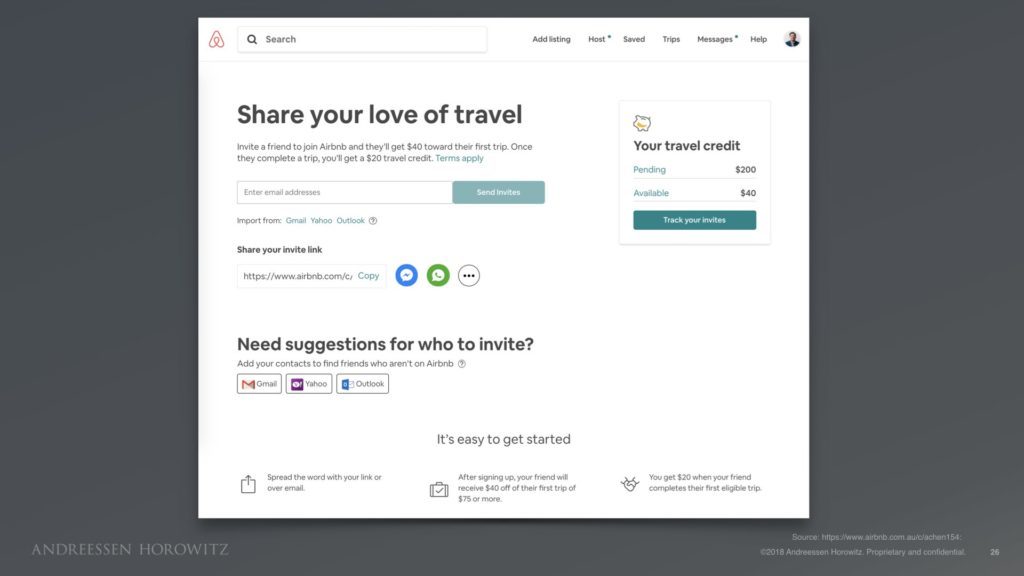 Search
Add listing Host Saved Trips Messages Help
Share your love of travel
Invite a friend to join Airbnb and they'll get $40 toward their first trip. Once
they complete a trip, you'll get a $20 travel credit. Terms apply
Enter email addresses Send Invites
Import from: Gmail Yahoo Outlook ?
Share your invite link
https://www.airbnb.com/c/ Copy
Your travel credit
Pending $200
Available $40
Track your invites
Need suggestions for who to invite?
Add your contacts to find friends who aren't on Airbnb ?
Gmail Yahoo Outlook
It's easy to get started
Spread the word with your link or
over email.
After signing up, your friend will
receive $40 off of their first trip of
$75 or more.
You get $20 when your friend
completes their first eligible trip.
ANDREESSEN HOROWITZ
Source: https://www.airbnb.com.au/c/achen154:
©2018 Andreessen Horowitz. Proprietary and confidential. 26